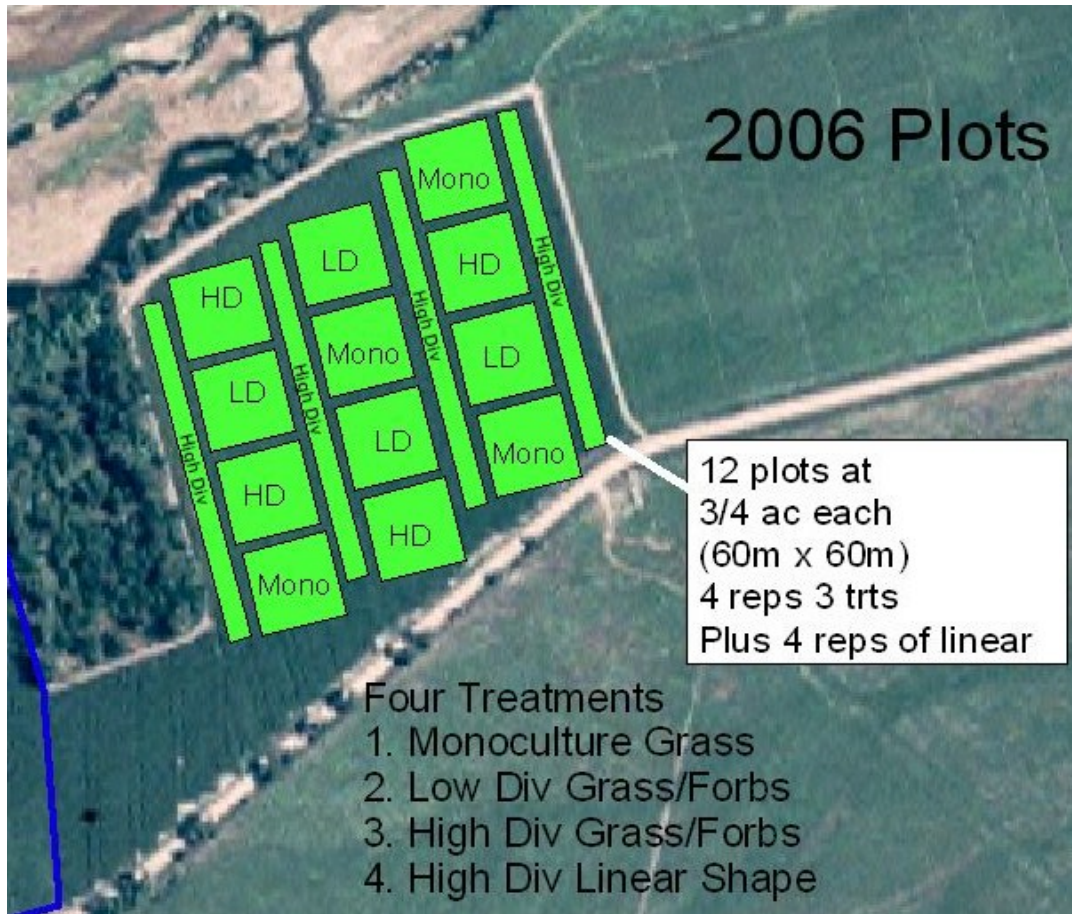 2006 Plots
Mono
High Div
LD
High Div
HD
HD
High Div
Mono
LD
LD
High Div
LD
Mono
HD
HD
Mono
12 plots at
3/4 ac each
(60m x 60m)
4 reps 3 trts
Plus 4 reps of linear
Four Treatments
1. Monoculture Grass
2. Low Div Grass/Forbs
3. High Div Grass/Forbs
4. High Div Linear Shape